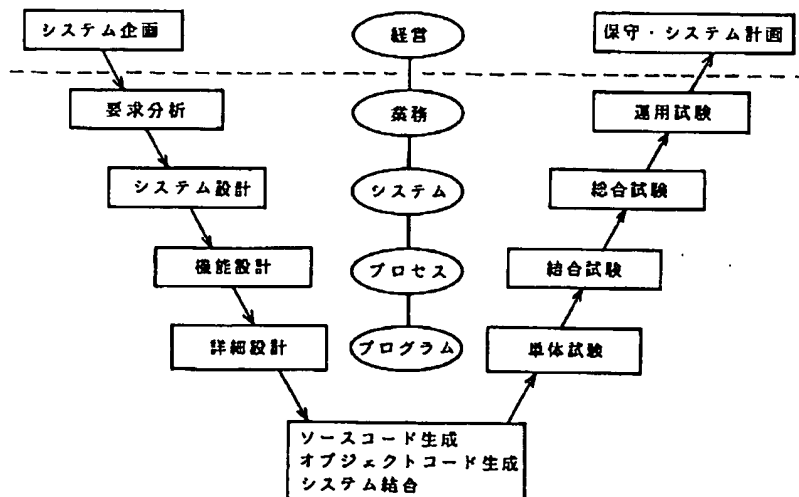 システム企画
経営
保守・システム計画
要求分析
業務
運用試験
システム設計
システム
総合試験
機能設計
プロセス
結合試験
詳細設計
プログラム
単体試験
ソースコード生成
オブジェクトコード生成
システム結合